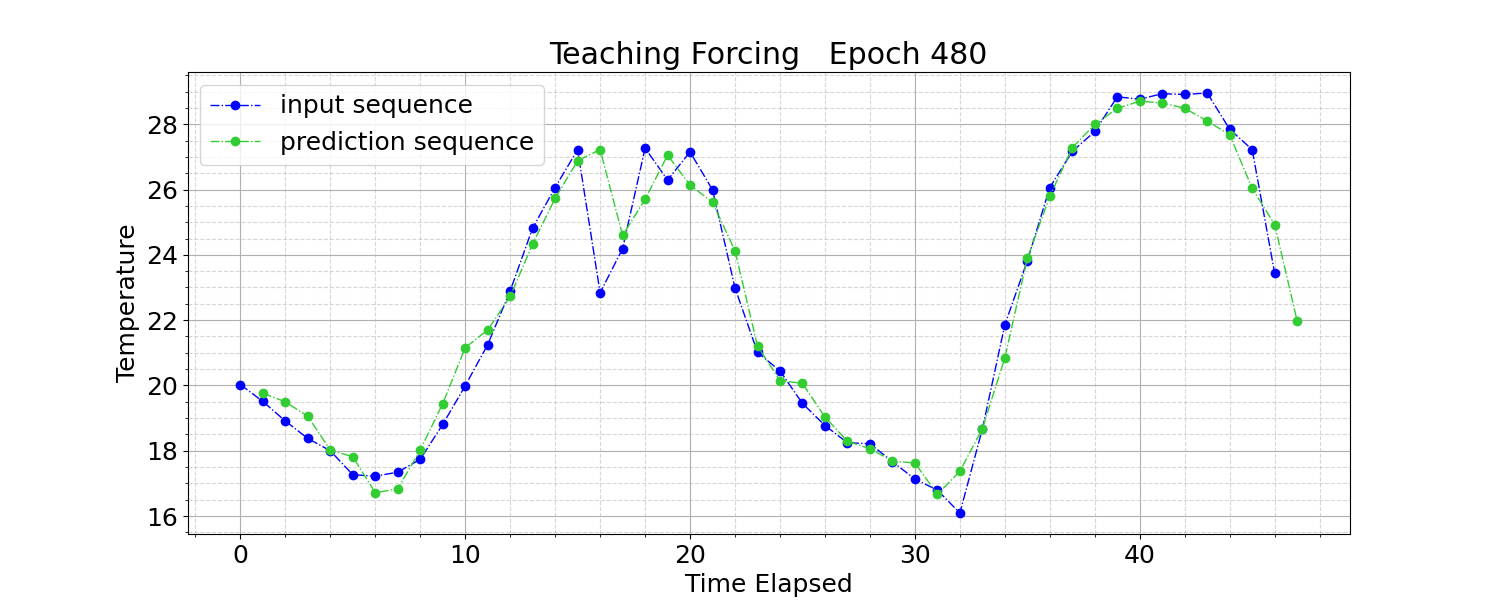 Teaching Forcing   Epoch 480
input sequence
prediction sequence
Temperature
28
26
24
22
20
18
16
0 10 20 30 40
Time Elapsed